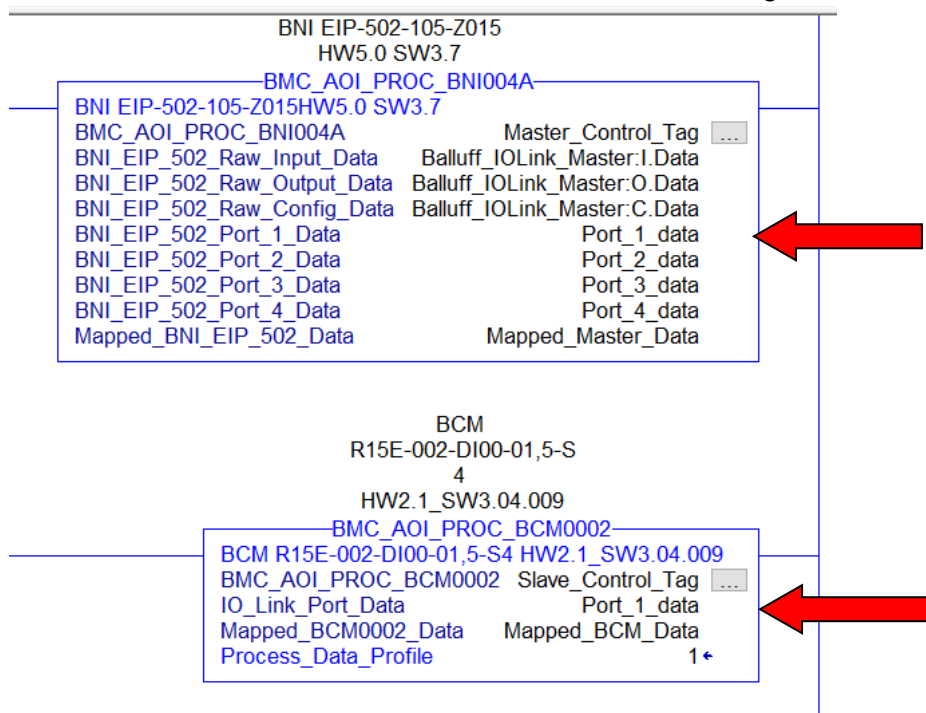 BNI EIP-502-105-Z015
HW5.0 SW3.7
BMC_AOI_PROC_BNI004A
BNI EIP-502-105-Z015HW5.0 SW3.7
BMC_AOI_PROC_BNI004A Master_Control_Tag ...
BNI_EIP_502_Raw_Input_Data Balluff_IOLink_Master:I.Data
BNI_EIP_502_Raw_Output_Data Balluff_IOLink_Master:O.Data
BNI_EIP_502_Raw_Config_Data Balluff_IOLink_Master:C.Data
BNI_EIP_502_Port_1_Data Port_1_data
BNI_EIP_502_Port_2_Data Port_2_data
BNI_EIP_502_Port_3_Data Port_3_data
BNI_EIP_502_Port_4_Data Port_4_data
Mapped_BNI_EIP_502_Data Mapped_Master_Data
BCM
R15E-002-DI00-01,5-S
4
HW2.1_SW3.04.009
BMC_AOI_PROC_BCM0002
BCM R15E-002-DI00-01,5-S4 HW2.1_SW3.04.009
BMC_AOI_PROC_BCM0002 Slave_Control_Tag ...
IO_Link_Port_Data Port_1_data
Mapped_BCM0002_Data Mapped_BCM_Data
Process_Data_Profile 1